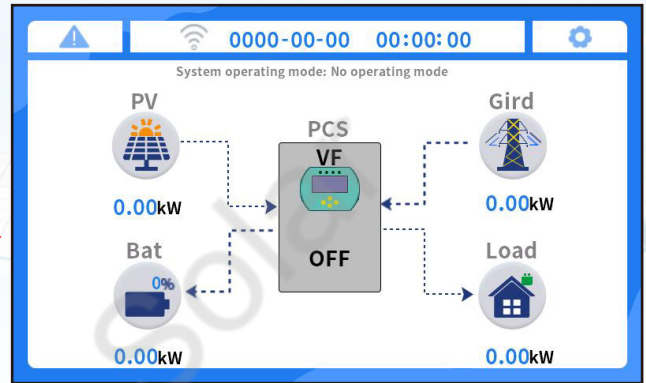 0000-00-00 00:00:00
System operating mode: No operating mode
PV
PCS
Gird
VF
0.00kW
0.00kW
Bat
OFF
Load
0%
0.00kW
0.00kW
Solar